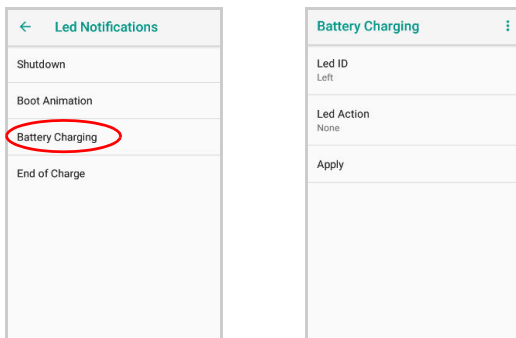 Led Notifications
Shutdown
Boot Animation
Battery Charging
End of Charge
Battery Charging
Led ID
Left
Led Action
None
Apply